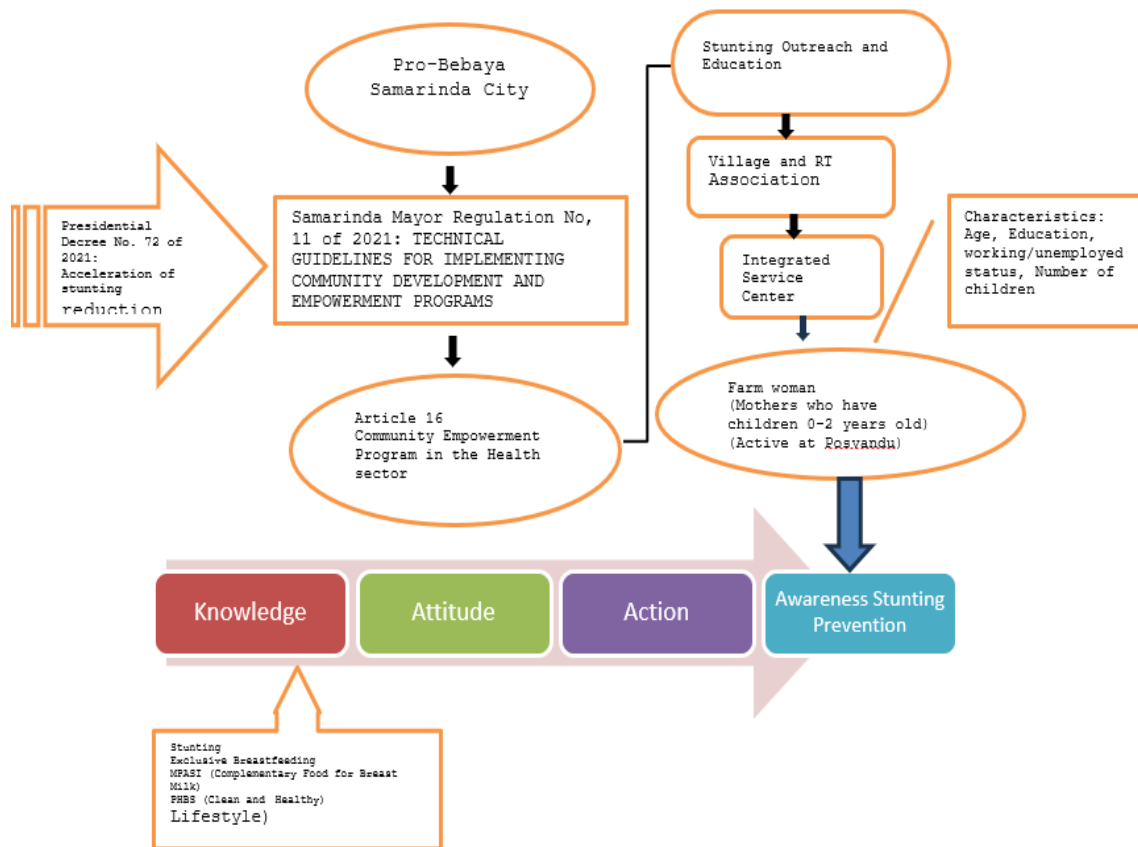 Pro-Bebaya
Samarinda City
Presidential
Decree No. 72 of
2021:
Acceleration of
stunting
reduction
Samarinda Mayor Regulation No,
11 of 2021: TECHNICAL
GUIDELINES FOR IMPLEMENTING
COMMUNITY DEVELOPMENT AND
EMPOWERMENT PROGRAMS
Article 16
Community Empowerment
Program in the Health
sector
Stunting Outreach and
Education
Village and RT
Association
Integrated
Service
Center
Characteristics:
Age, Education,
working/unemployed
status, Number of
children
Farm woman
(Mothers who have
children 0-2 years old)
(Active at Posyandu)
Knowledge
Attitude
Action
Awareness Stunting
Prevention
Stunting
Exclusive Breastfeeding
MPASI (Complementary Food for Breast
Milk)
PHBS (Clean and Healthy)
Lifestyle)